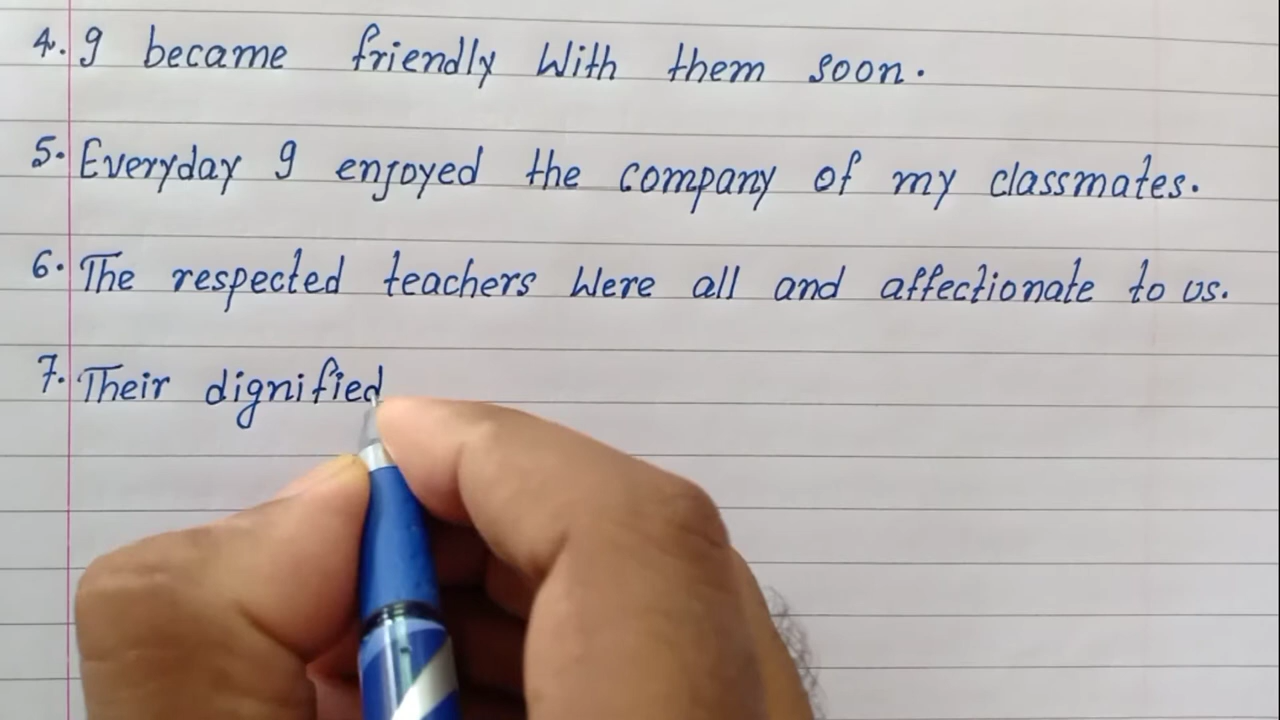 4. I became friendly With them soon.
5. Everyday I enjoyed the company of my classmates.
6. The respected teachers Were all and affectionate to us.
7. Their dignified